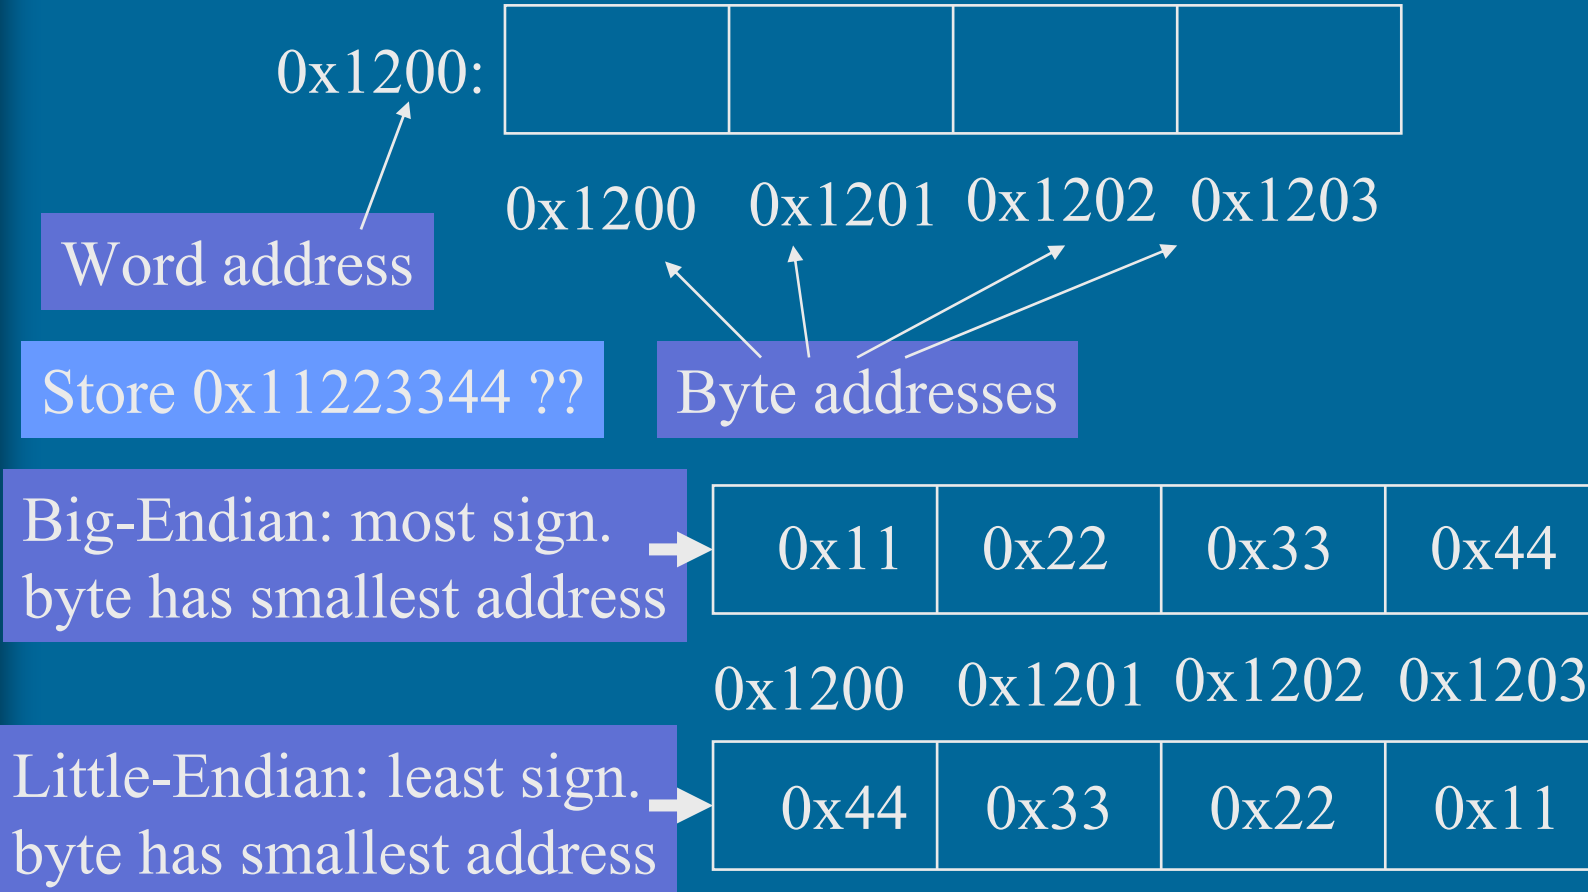 0x1200:
0x1200 0x1201 0x1202 0x1203
Word address
Store 0x11223344 ??
Byte addresses
Big-Endian: most sign.
byte has smallest address
0x11 0x22 0x33 0x44
0x1200 0x1201 0x1202 0x1203
Little-Endian: least sign.
byte has smallest address
0x44 0x33 0x22 0x11